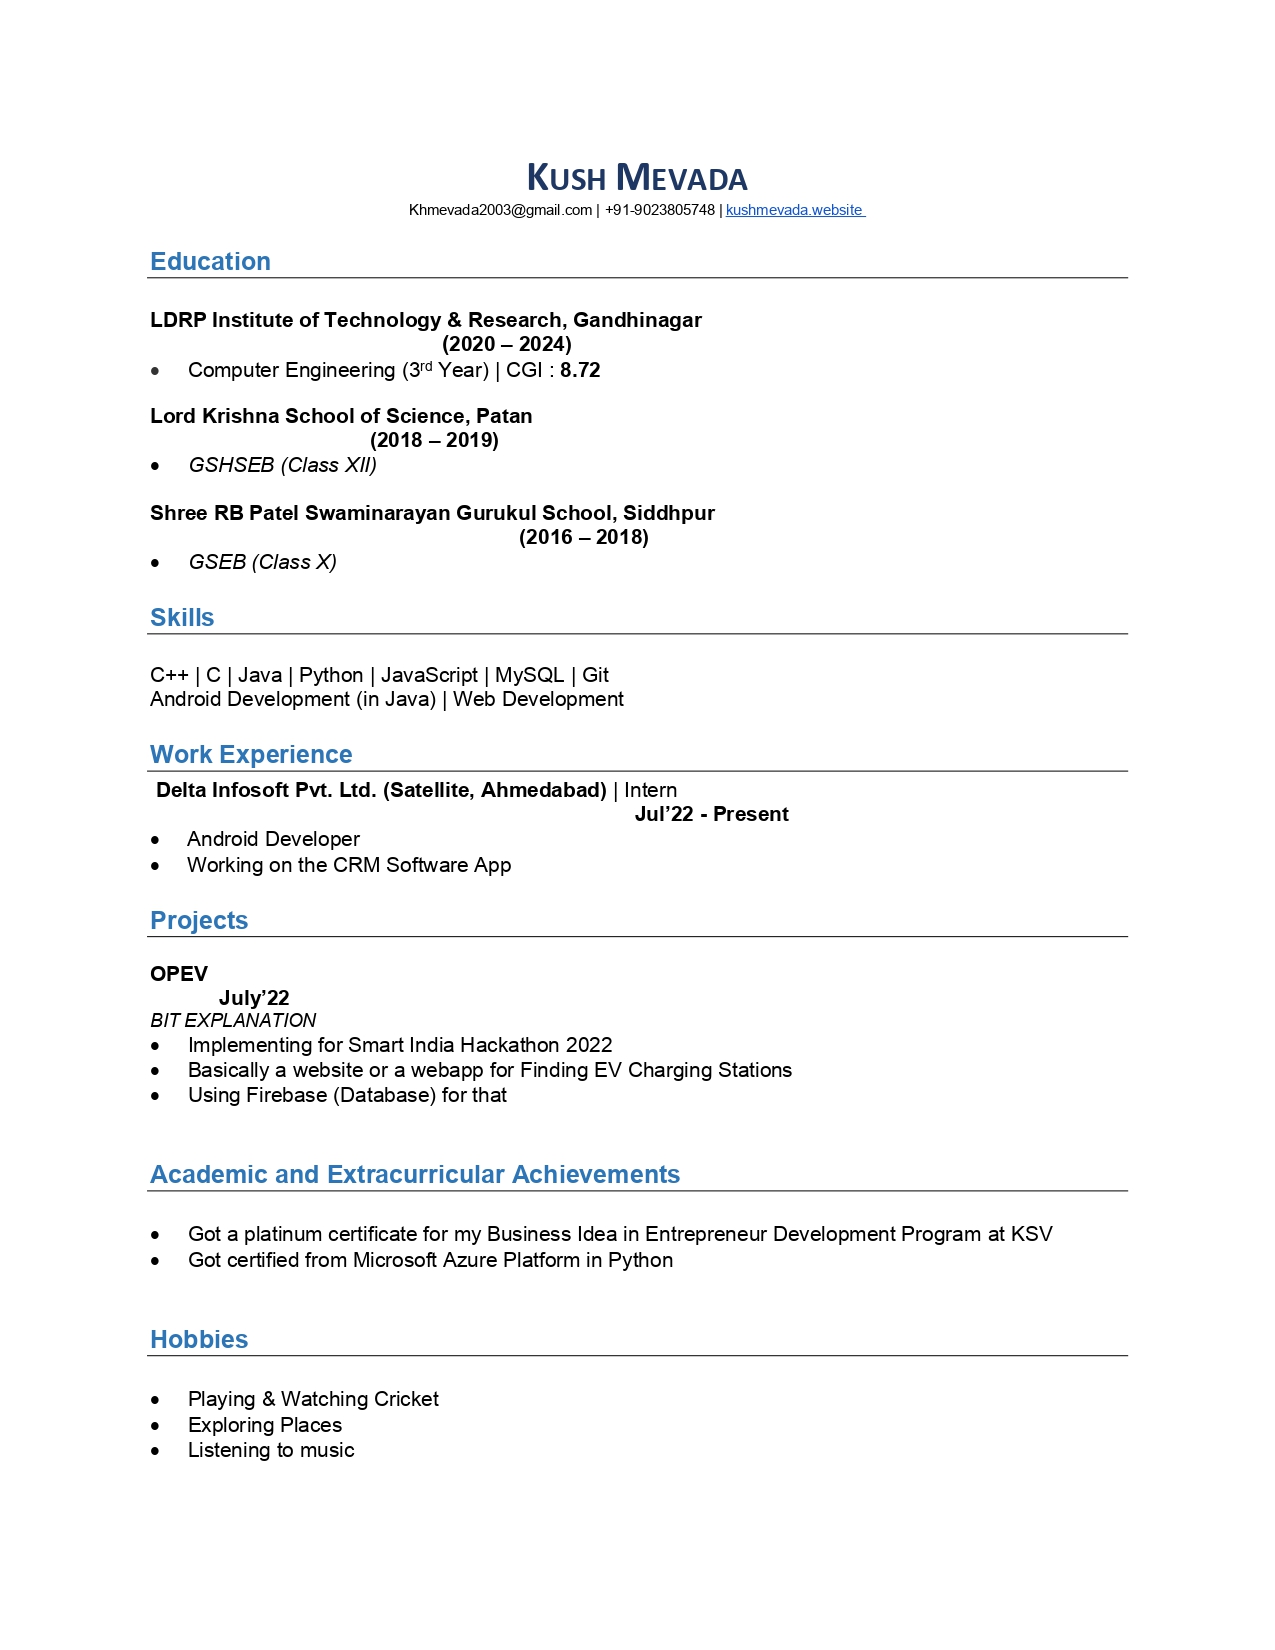 KUSH MEVADA
Khmevada2003@gmail.com | +91-9023805748 | kushmevada.website
Education
LDRP Institute of Technology & Research, Gandhinagar
(2020 – 2024)
• Computer Engineering (3rd Year) | CGI : 8.72
Lord Krishna School of Science, Patan
(2018 – 2019)
• GSHSEB (Class XII)
Shree RB Patel Swaminarayan Gurukul School, Siddhpur
(2016 – 2018)
• GSEB (Class X)
Skills
C++ | C | Java | Python | JavaScript | MySQL | Git
Android Development (in Java) | Web Development
Work Experience
Delta Infosoft Pvt. Ltd. (Satellite, Ahmedabad) | Intern
Jul’22 - Present
• Android Developer
• Working on the CRM Software App
Projects
OPEV
July’22
BIT EXPLANATION
• Implementing for Smart India Hackathon 2022
• Basically a website or a webapp for Finding EV Charging Stations
• Using Firebase (Database) for that
Academic and Extracurricular Achievements
• Got a platinum certificate for my Business Idea in Entrepreneur Development Program at KSV
• Got certified from Microsoft Azure Platform in Python
Hobbies
• Playing & Watching Cricket
• Exploring Places
• Listening to music